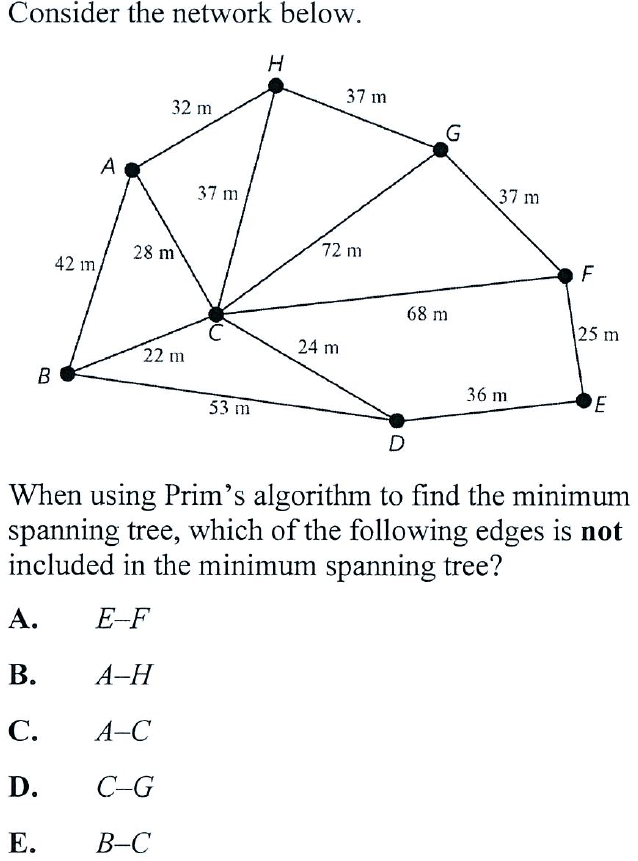 Consider the network below.
H
32 m
37 m
G
A
37 m
37 m
42 m
28 m
72 m
F
68 m
C
25 m
22 m
24 m
B
53 m
36 m
E
D
When using Prim's algorithm to find the minimum
spanning tree, which of the following edges is not
included in the minimum spanning tree?
A. E–F
B. A–H
C. A–C
D. C–G
E. B–C